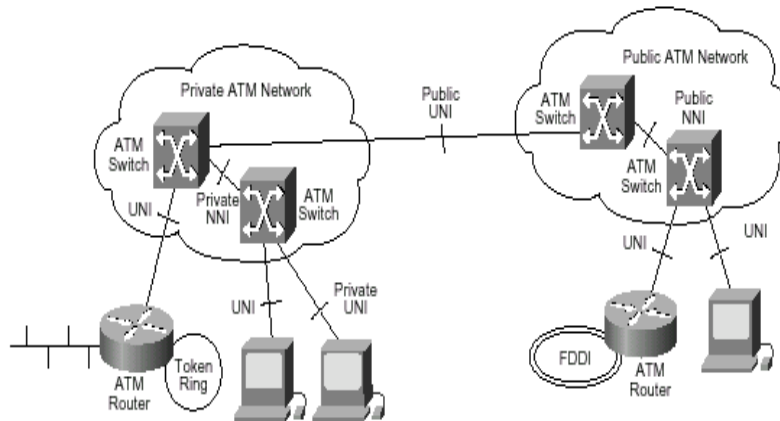 Public ATM Network
Private ATM Network
Public
UNI
ATM
Switch
Public
NNI
ATM
Switch
ATM
Switch
Private
NNI
ATM
Switch
UNI
UNI
UNI
UNI
Private
UNI
Token
Ring
ATM
Router
FDDI
ATM
Router